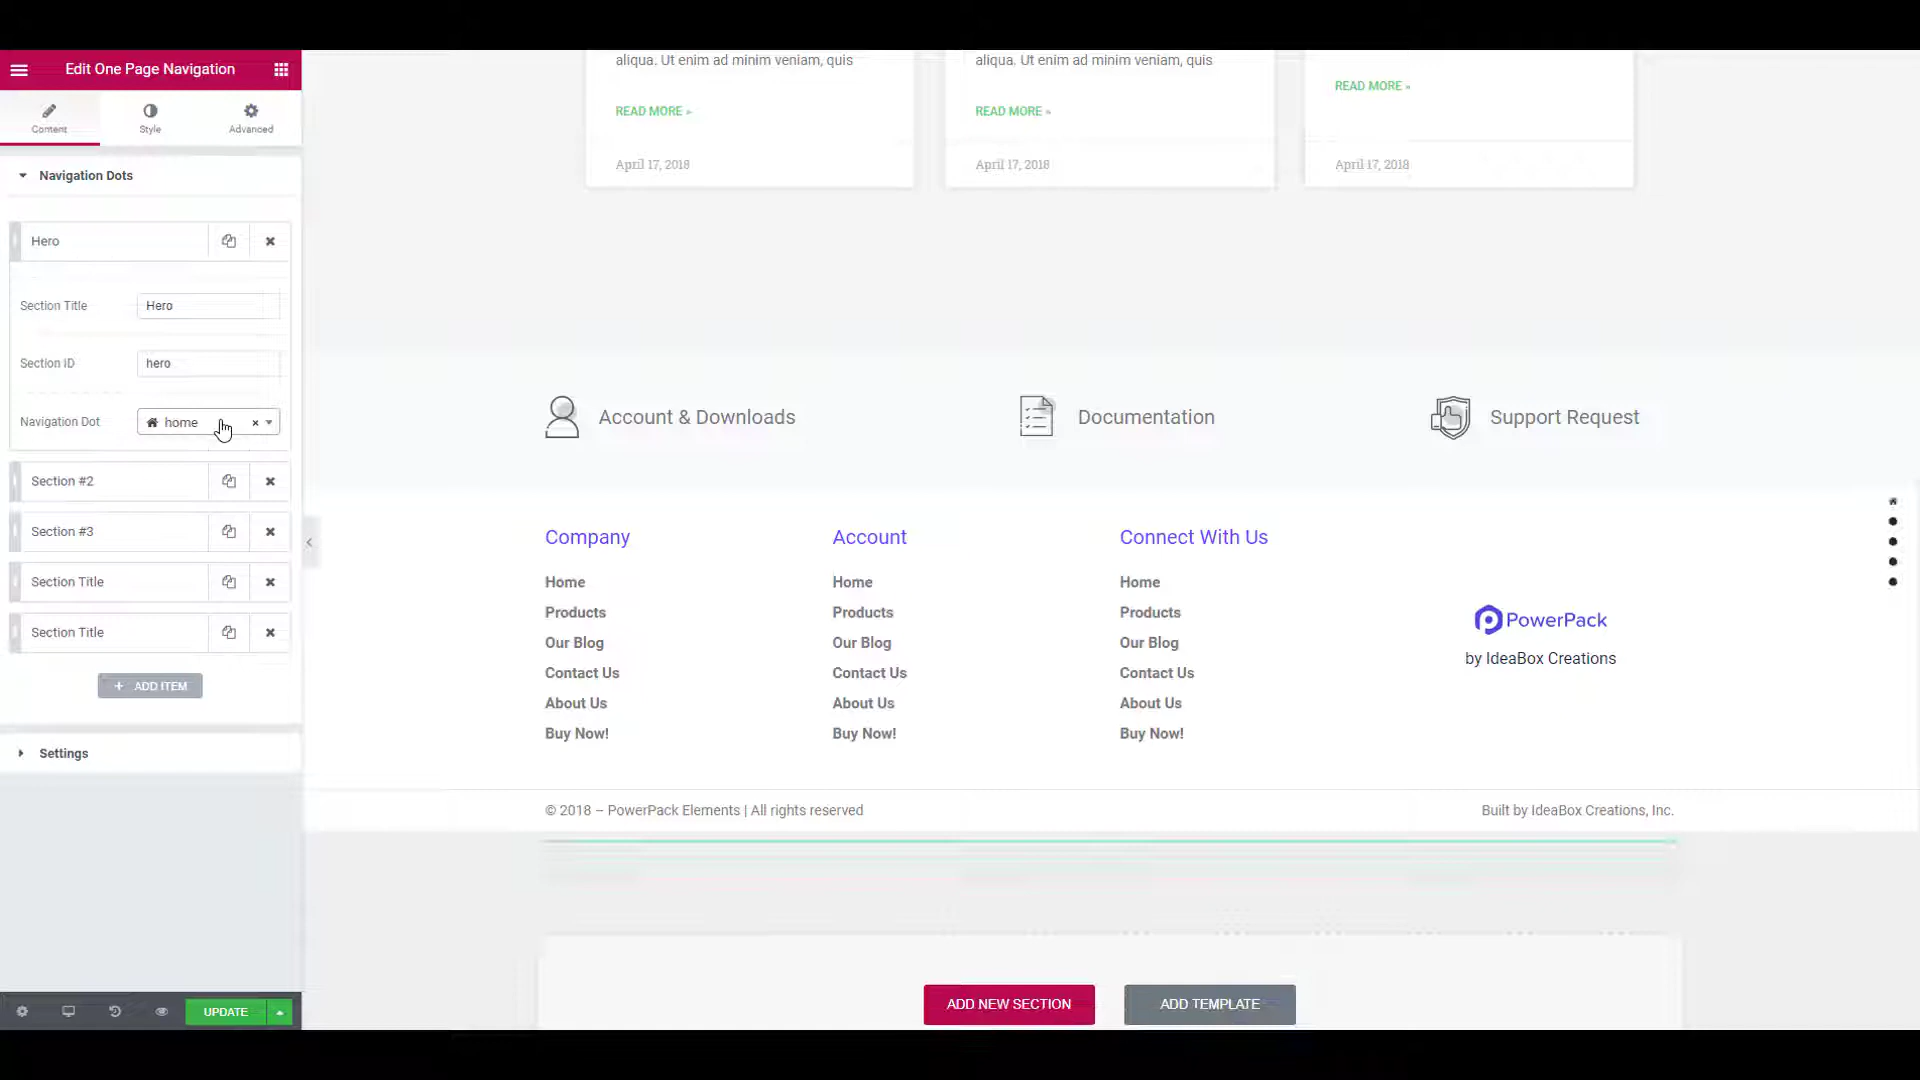 Edit One Page Navigation
Content
Style
Advanced
Navigation Dots
Hero
Section Title
Hero
Section ID
hero
Navigation Dot
home
Section #2
Section #3
Section Title
Section Title
ADD ITEM
Settings
UPDATE
aliqua. Ut enim ad minim veniam, quis
aliqua. Ut enim ad minim veniam, quis
READ MORE »
READ MORE »
READ MORE »
April 17, 2018
April 17, 2018
April 17, 2018
Account & Downloads
Documentation
Support Request
Company
Home
Products
Our Blog
Contact Us
About Us
Buy Now!
Account
Home
Products
Our Blog
Contact Us
About Us
Buy Now!
Connect With Us
Home
Products
Our Blog
Contact Us
About Us
Buy Now!
PowerPack
by IdeaBox Creations
© 2018 – PowerPack Elements | All rights reserved
Built by IdeaBox Creations, Inc.
ADD NEW SECTION
ADD TEMPLATE